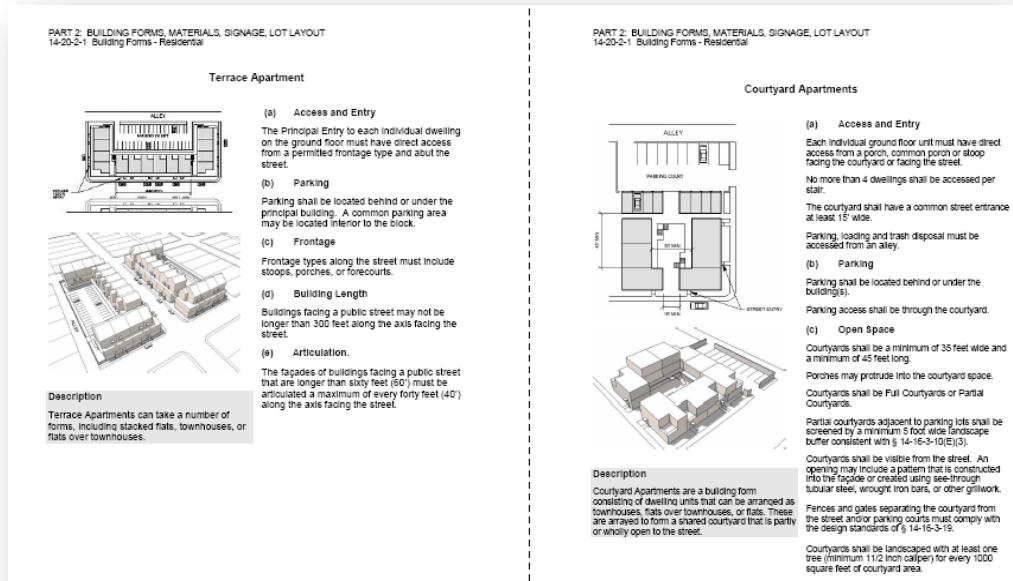 PART 2: BUILDING FORMS, MATERIALS, SIGNAGE, LOT LAYOUT
14-20-2-1 Building Forms - Residential
Terrace Apartment
ALLEY
(a) Access and Entry
The Principal Entry to each individual dwelling
on the ground floor must have direct access
from a permitted frontage type and abut the
street.
(b) Parking
Parking shall be located behind or under the
principal building. A common parking area
may be located interior to the block.
(c) Frontage
Frontage types along the street must include
stoops, porches, or forecourts.
(d) Building Length
Buildings facing a public street may not be
longer than 300 feet along the axis facing the
street.
(e) Articulation.
The façades of buildings facing a public street
that are longer than sixty feet (60') must be
articulated a maximum of every forty feet (40')
along the axis facing the street.
ALLEY
Description
Terrace Apartments can take a number of
forms, including stacked flats, townhouses, or
flats over townhouses.
PART 2: BUILDING FORMS, MATERIALS, SIGNAGE, LOT LAYOUT
14-20-2-1 Building Forms - Residential
Courtyard Apartments
ALLEY
PARKING COURT
STREET ENTRY
Description
Courtyard Apartments are a building form
consisting of dwelling units that can be arranged as
townhouses, flats over townhouses, or flats. These
are arrayed to form a shared courtyard that is partly
or wholly open to the street.
(a) Access and Entry
Each individual ground floor unit must have direct
access from a porch, common porch or stoop
facing the courtyard or facing the street.
No more than 4 dwellings shall be accessed per
stair.
The courtyard shall have a common street entrance
at least 15' wide.
Parking, loading and trash disposal must be
accessed from an alley.
(b) Parking
Parking shall be located behind or under the
building(s).
Parking access shall be through the courtyard.
(c) Open Space
Courtyards shall be a minimum of 35 feet wide and
a minimum of 45 feet long.
Porches may protrude into the courtyard space.
Courtyards shall be Full Courtyards or Partial
Courtyards.
Partial courtyards adjacent to parking lots shall be
screened by a minimum 5 foot wide landscape
buffer consistent with § 14-16-3-10(E)(3).
Courtyards shall be visible from the street. An
opening may include a pattern that is constructed
into the façade or created using see-through
tubular steel, wrought iron bars, or other grillwork.
Fences and gates separating the courtyard from
the street and/or parking courts must comply with
the design standards of § 14-16-3-19.
Courtyards shall be landscaped with at least one
tree (minimum 11/2 inch caliper) for every 1000
square feet of courtyard area.